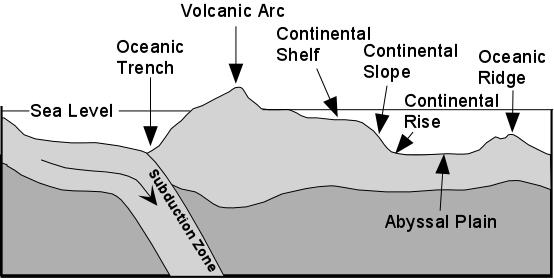 Volcanic Arc
Oceanic
Trench
Continental
Shelf
Continental
Slope
Oceanic
Ridge
Sea Level
Continental
Rise
Subduction Zone
Abyssal Plain